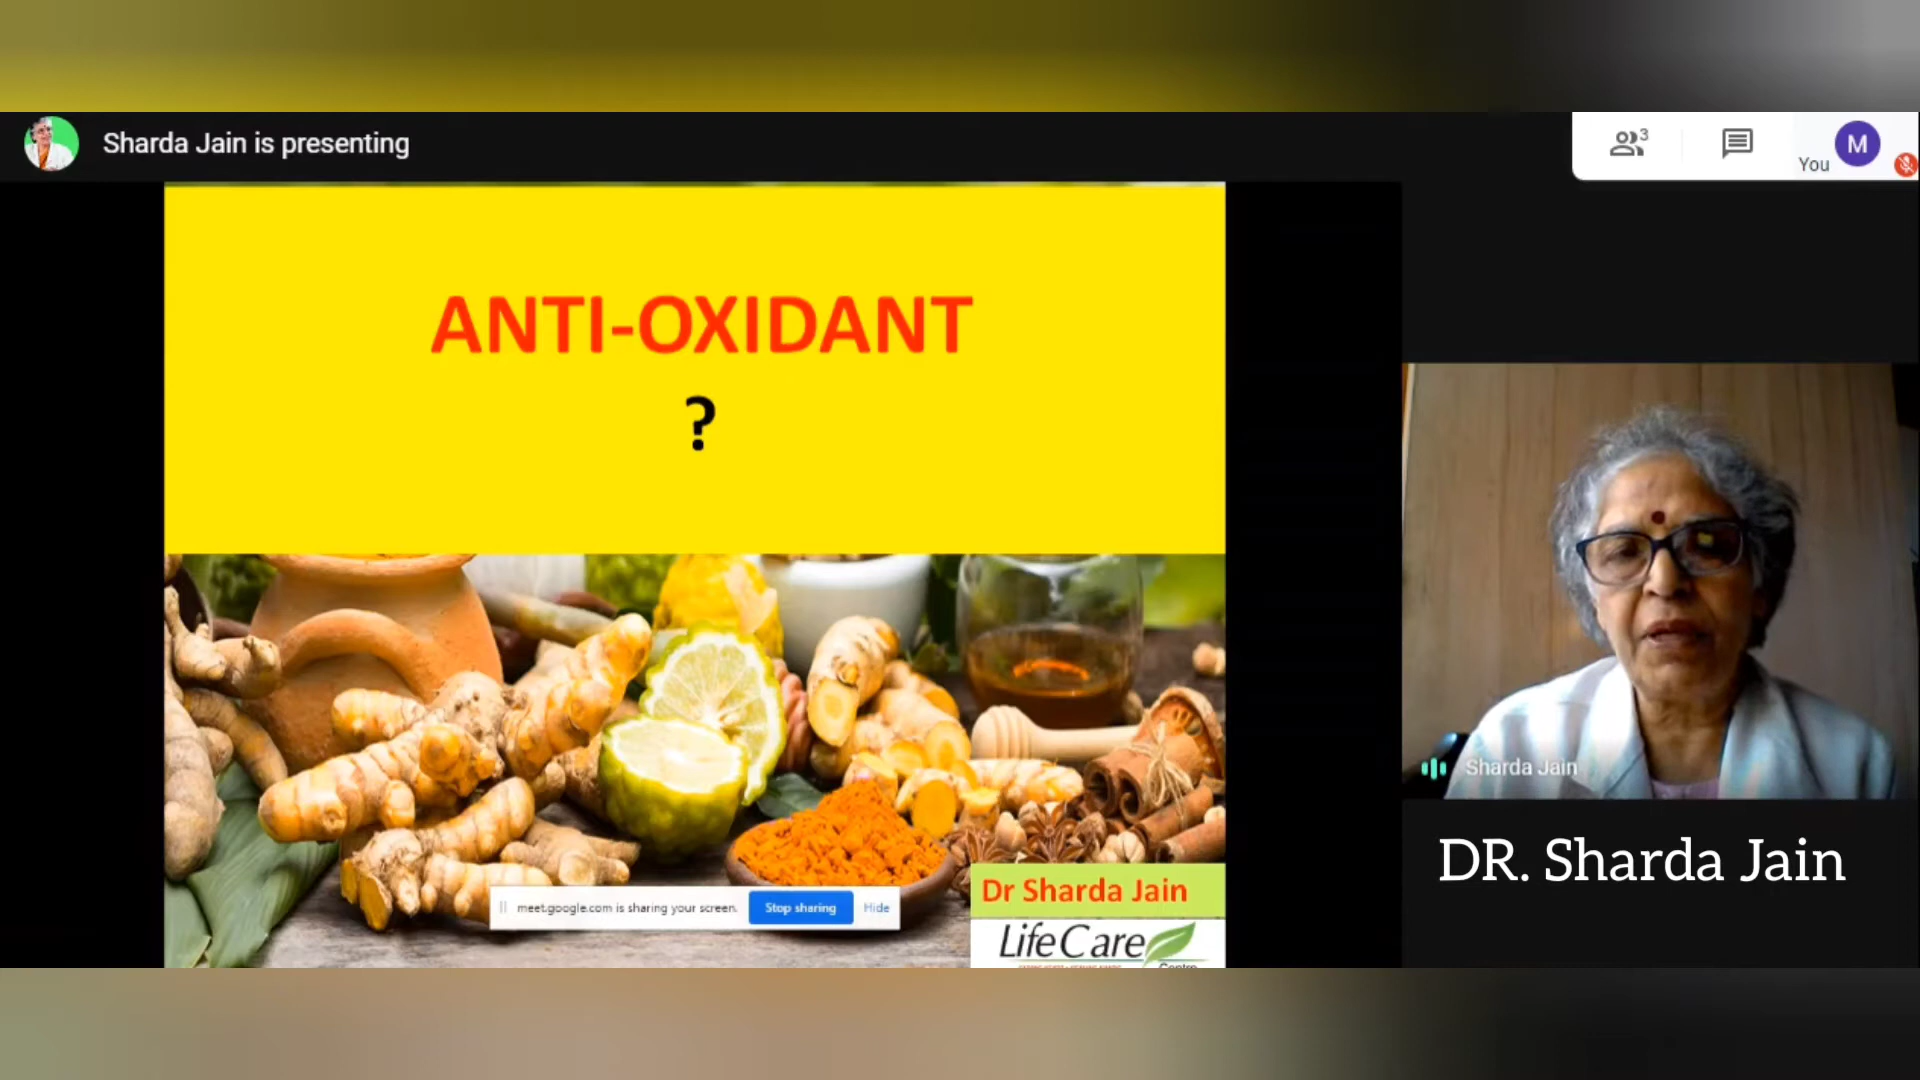 Sharda Jain is presenting
3
You
M
ANTI-OXIDANT
?
Sharda Jain
DR. Sharda Jain
meet.google.com is sharing your screen.
Stop sharing
Hide
Dr Sharda Jain
LifeCare
Centre